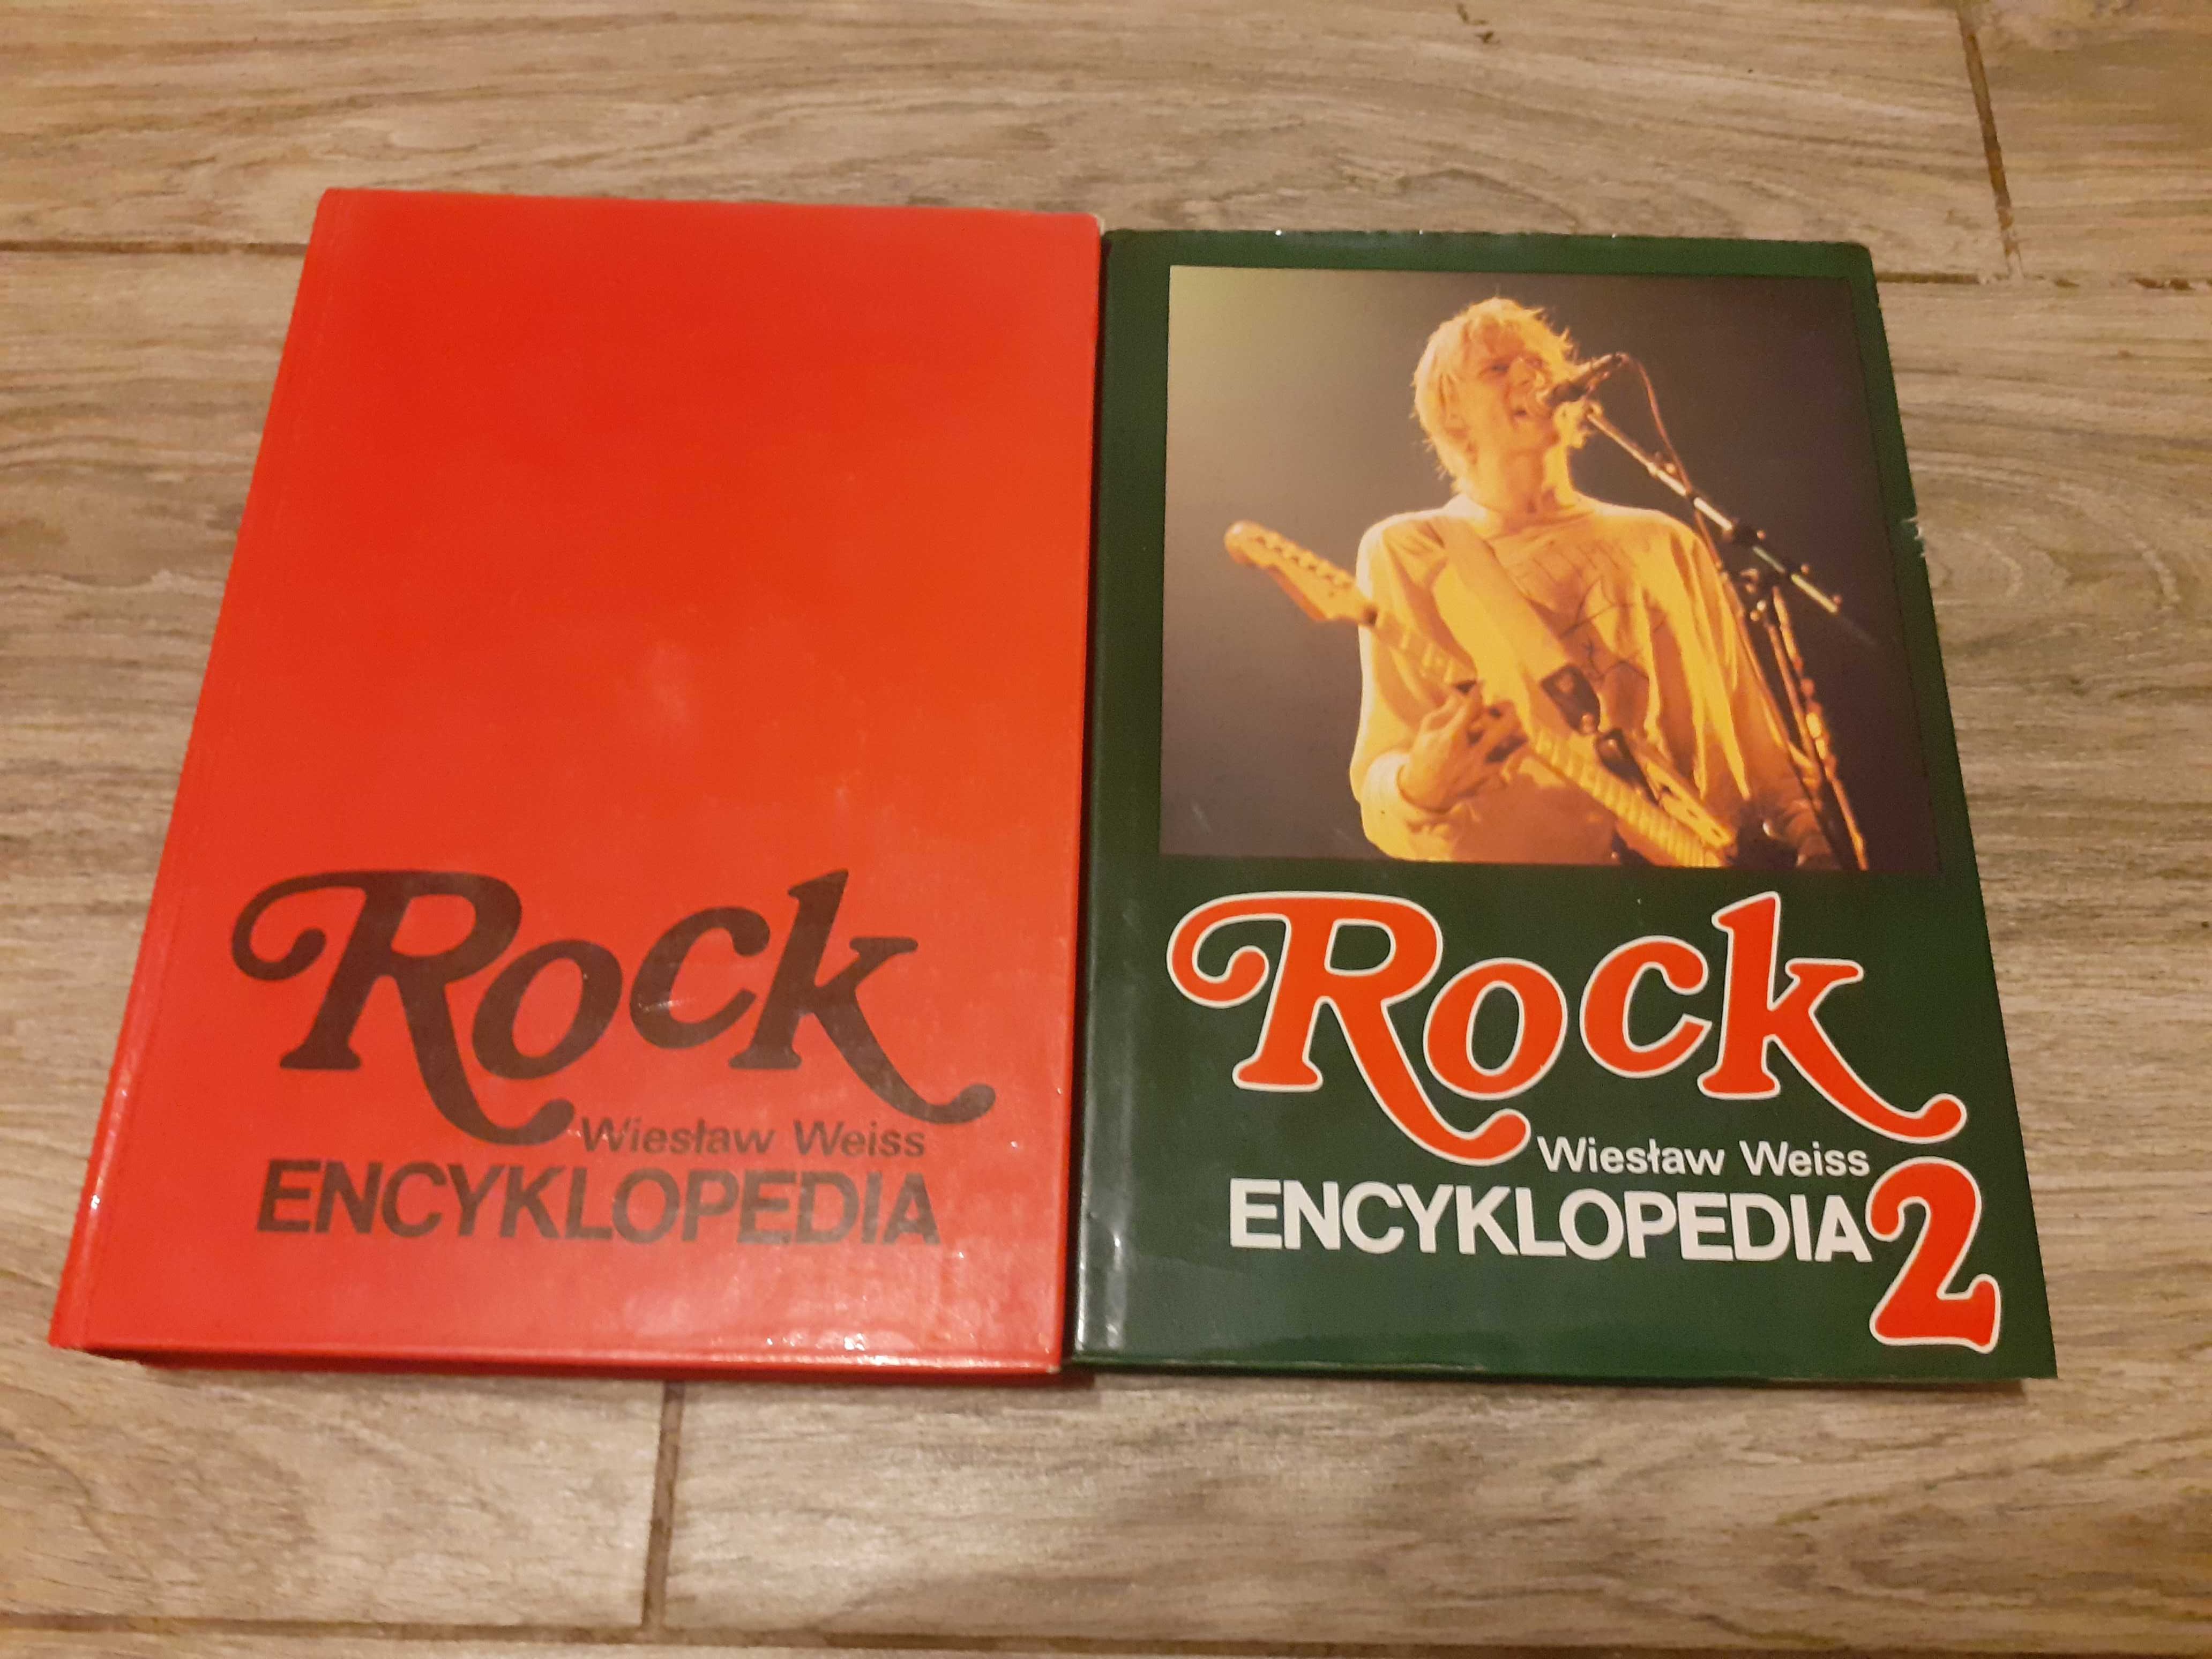 Rock
Wiesław Weiss
ENCYKLOPEDIA
Rock
Wiesław Weiss
ENCYKLOPEDIA 2